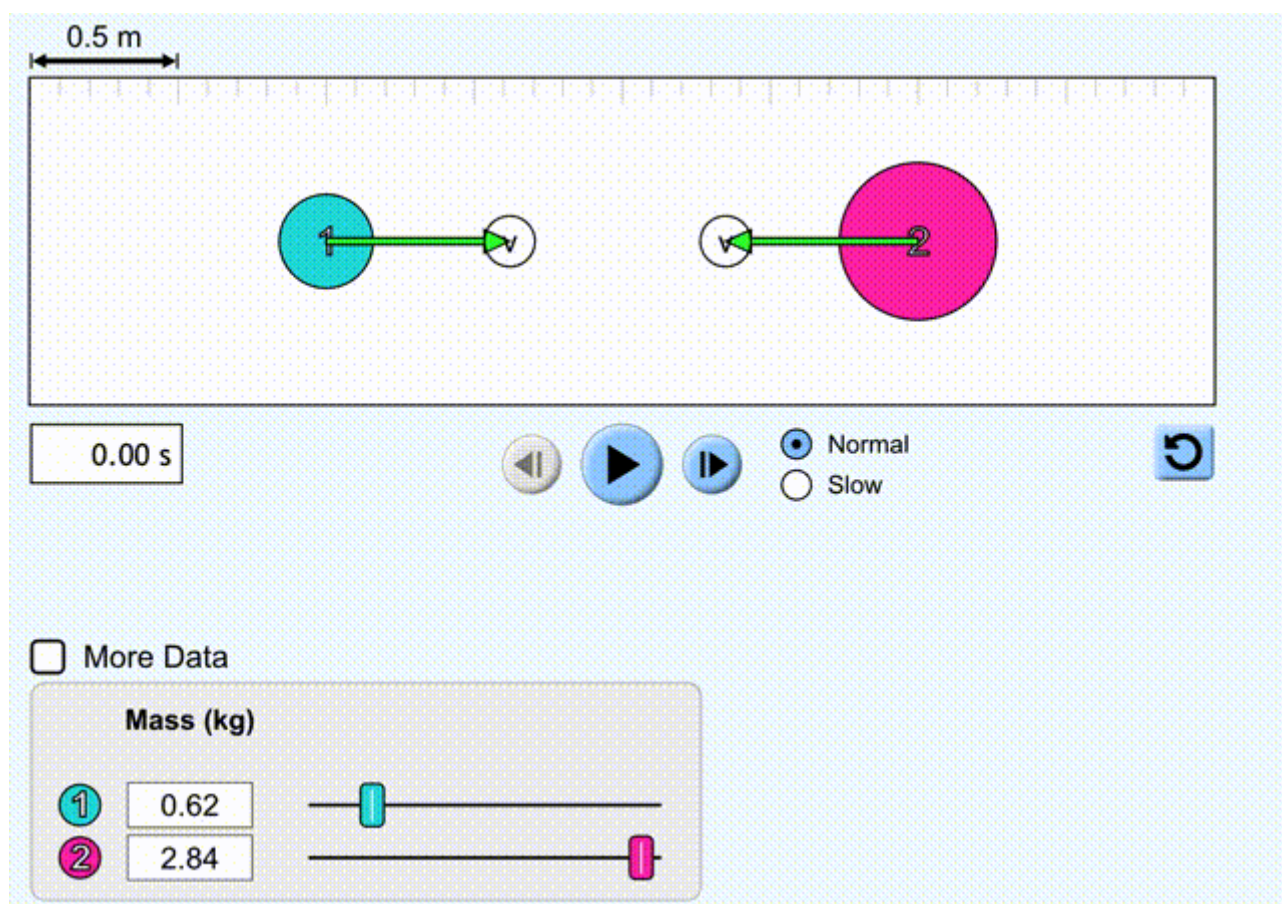 0.5 m
1 v v 2
0.00 s
Normal
Slow
More Data
Mass (kg)
1 0.62
2 2.84